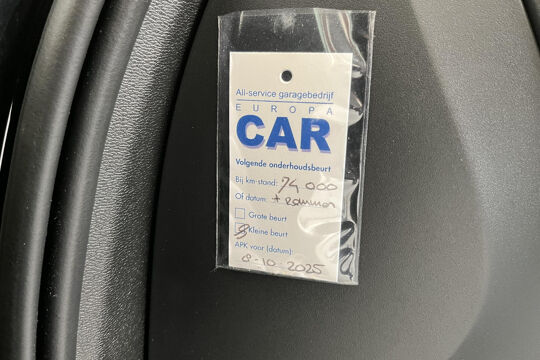 All-service garagebedrijf
EUROPA
CAR
Volgende onderhoudsbeurt
Bij km-stand: 74.000
Of datum: + remmen
Grote beurt
Kleine beurt
APK voor (datum):
8-10-2025